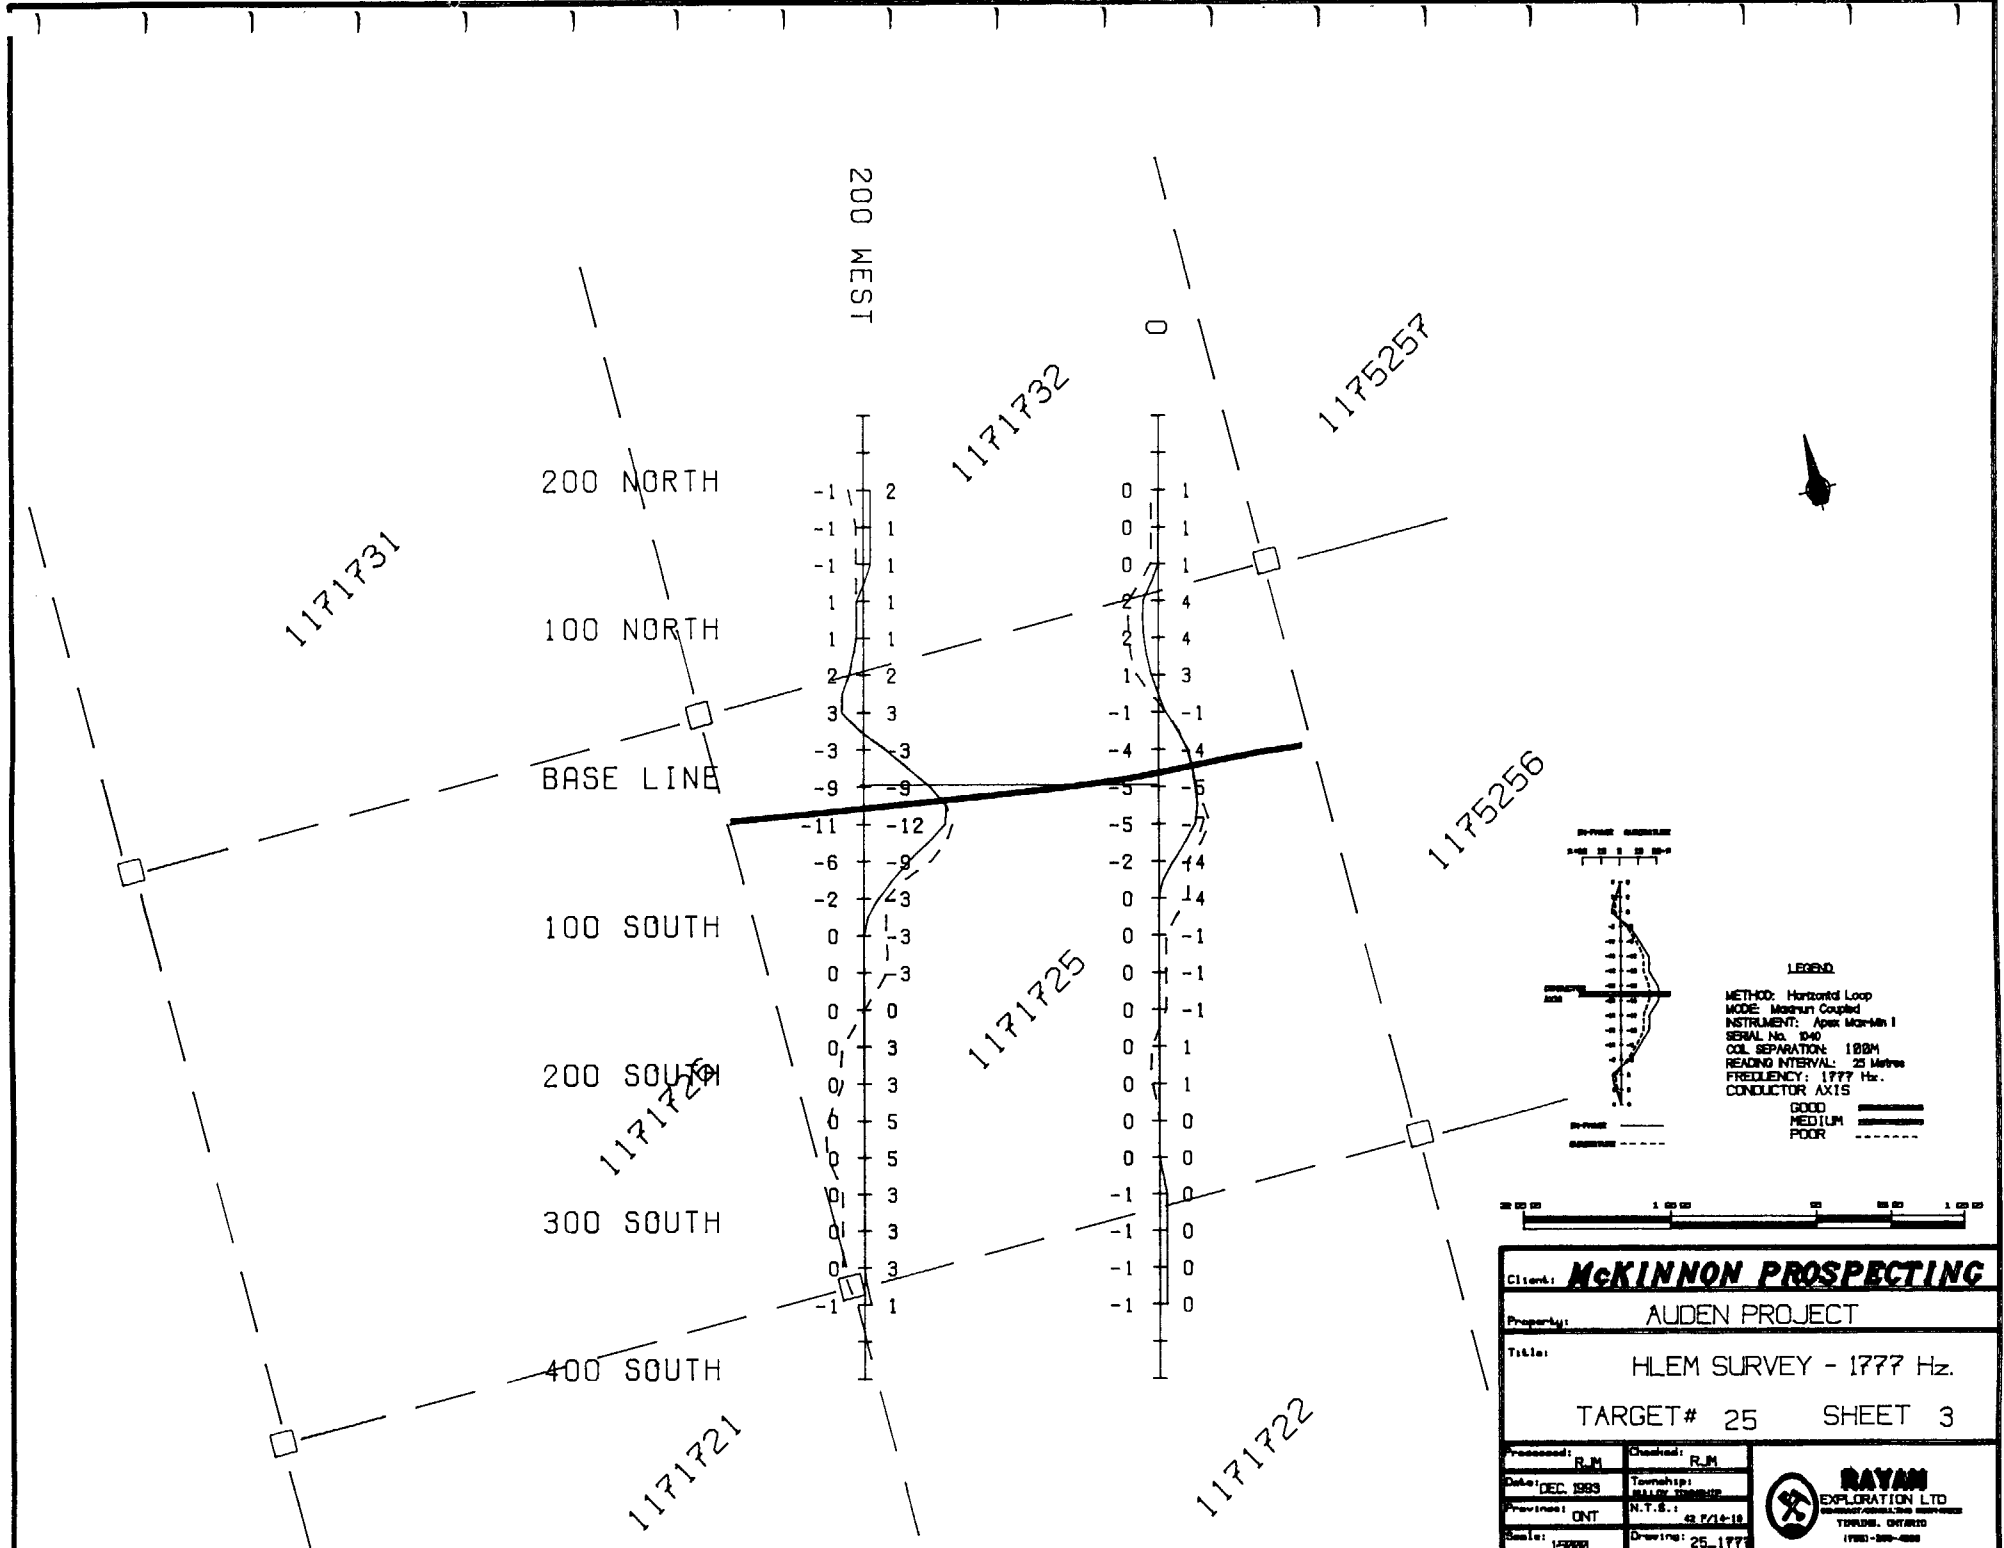 200 WEST
0
1171732
1175257
1171731
200 NORTH
100 NORTH
BASE LINE
100 SOUTH
200 SOUTH
300 SOUTH
400 SOUTH
-1 2
-1 1
-1 1
1 1
1 1
2 2
3 3
-3 -3
-9 -9
-11 -12
-6 -9
-2 -3
0 -3
0 -3
0 0
0 3
0 3
0 5
0 5
0 3
0 3
0 3
-1 1
0 1
0 1
0 1
2 4
2 4
1 3
-1 -1
-4 -4
-5 -5
-5 -7
-2 -4
0 -4
0 -1
0 -1
0 -1
0 1
0 1
0 0
0 0
-1 0
-1 0
-1 0
-1 0
1175256
1171725
1171726
1171721
1171722
LEGEND
METHOD: Horizontal Loop
MODE: Maximum Coupled
INSTRUMENT: Apex Max-Min I
SERIAL No. 1040
COIL SEPARATION: 100M
READING INTERVAL: 25 Metres
FREQUENCY: 1777 Hz.
CONDUCTOR AXIS
GOOD
MEDIUM
POOR
Client: McKINNON PROSPECTING
Property: AUDEN PROJECT
Title: HLEM SURVEY - 1777 Hz.
TARGET# 25 SHEET 3
Processed: RJM
Checked: RJM
Date: DEC. 1993
Township:
Province: ONT
N.T.S.:
Scale:
Drawing: 25_1777
RAYAN
EXPLORATION LTD
TIMMINS, ONTARIO